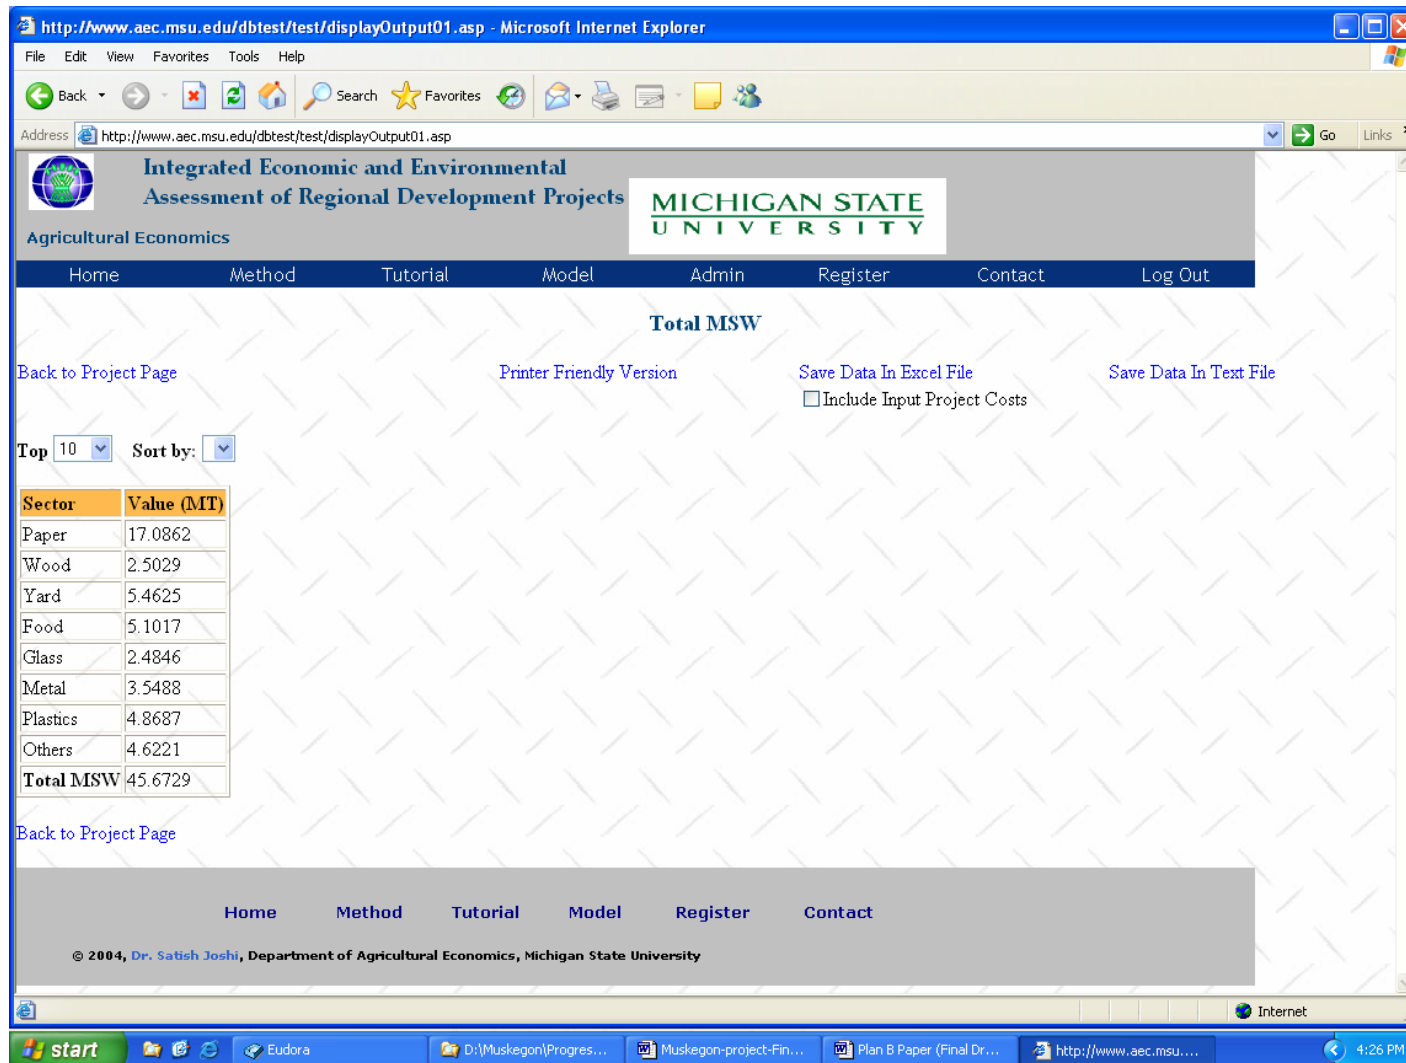 http://www.aec.msu.edu/dbtest/test/displayOutput01.asp - Microsoft Internet Explorer
File Edit View Favorites Tools Help
Back Search Favorites
Address http://www.aec.msu.edu/dbtest/test/displayOutput01.asp Go Links
Integrated Economic and Environmental
Assessment of Regional Development Projects
MICHIGAN STATE
UNIVERSITY
Agricultural Economics
Home Method Tutorial Model Admin Register Contact Log Out
Total MSW
Back to Project Page Printer Friendly Version Save Data In Excel File Save Data In Text File
Include Input Project Costs
Top 10 Sort by:
Sector Value (MT)
Paper 17.0862
Wood 2.5029
Yard 5.4625
Food 5.1017
Glass 2.4846
Metal 3.5488
Plastics 4.8687
Others 4.6221
Total MSW 45.6729
Back to Project Page
Home Method Tutorial Model Register Contact
© 2004, Dr. Satish Joshi, Department of Agricultural Economics, Michigan State University
Internet
start Eudora D:\Muskegon\Progres... Muskegon-project-Fin... Plan B Paper (Final Dr... http://www.aec.msu.... 4:26 PM